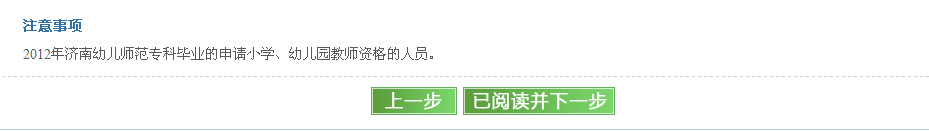 注意事项
2012年济南幼儿师范专科毕业的申请小学、幼儿园教师资格的人员。
上一步 已阅读并下一步